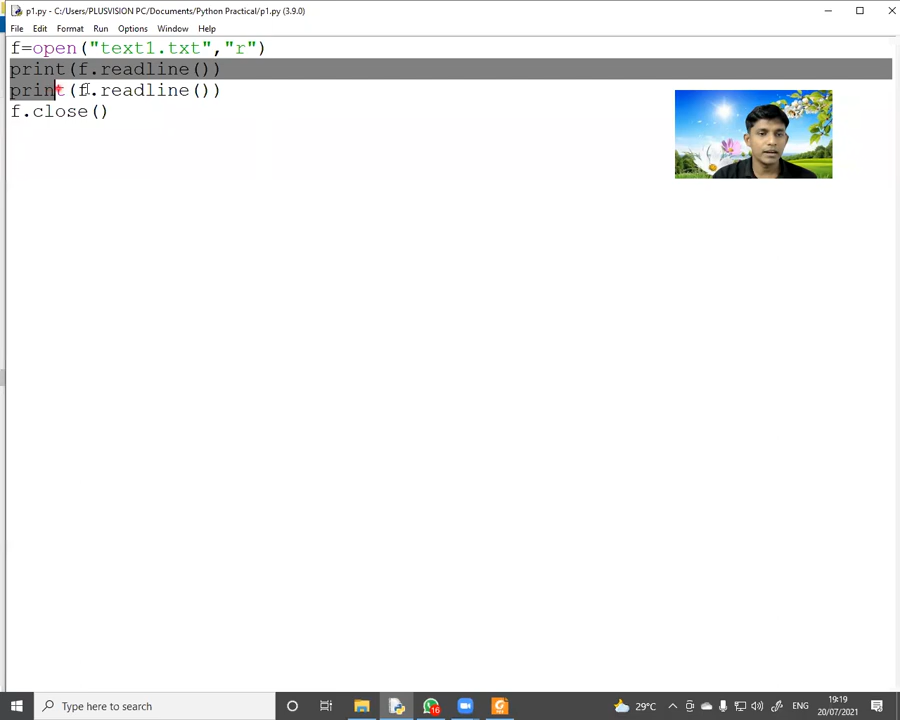 p1.py - C:/Users/PLUSVISION PC/Documents/Python Practical/p1.py (3.9.0)
File Edit Format Run Options Window Help
f=open("text1.txt","r")
print(f.readline())
print(f.readline())
f.close()
Type here to search
16
29°C
ENG
19:19
20/07/2021